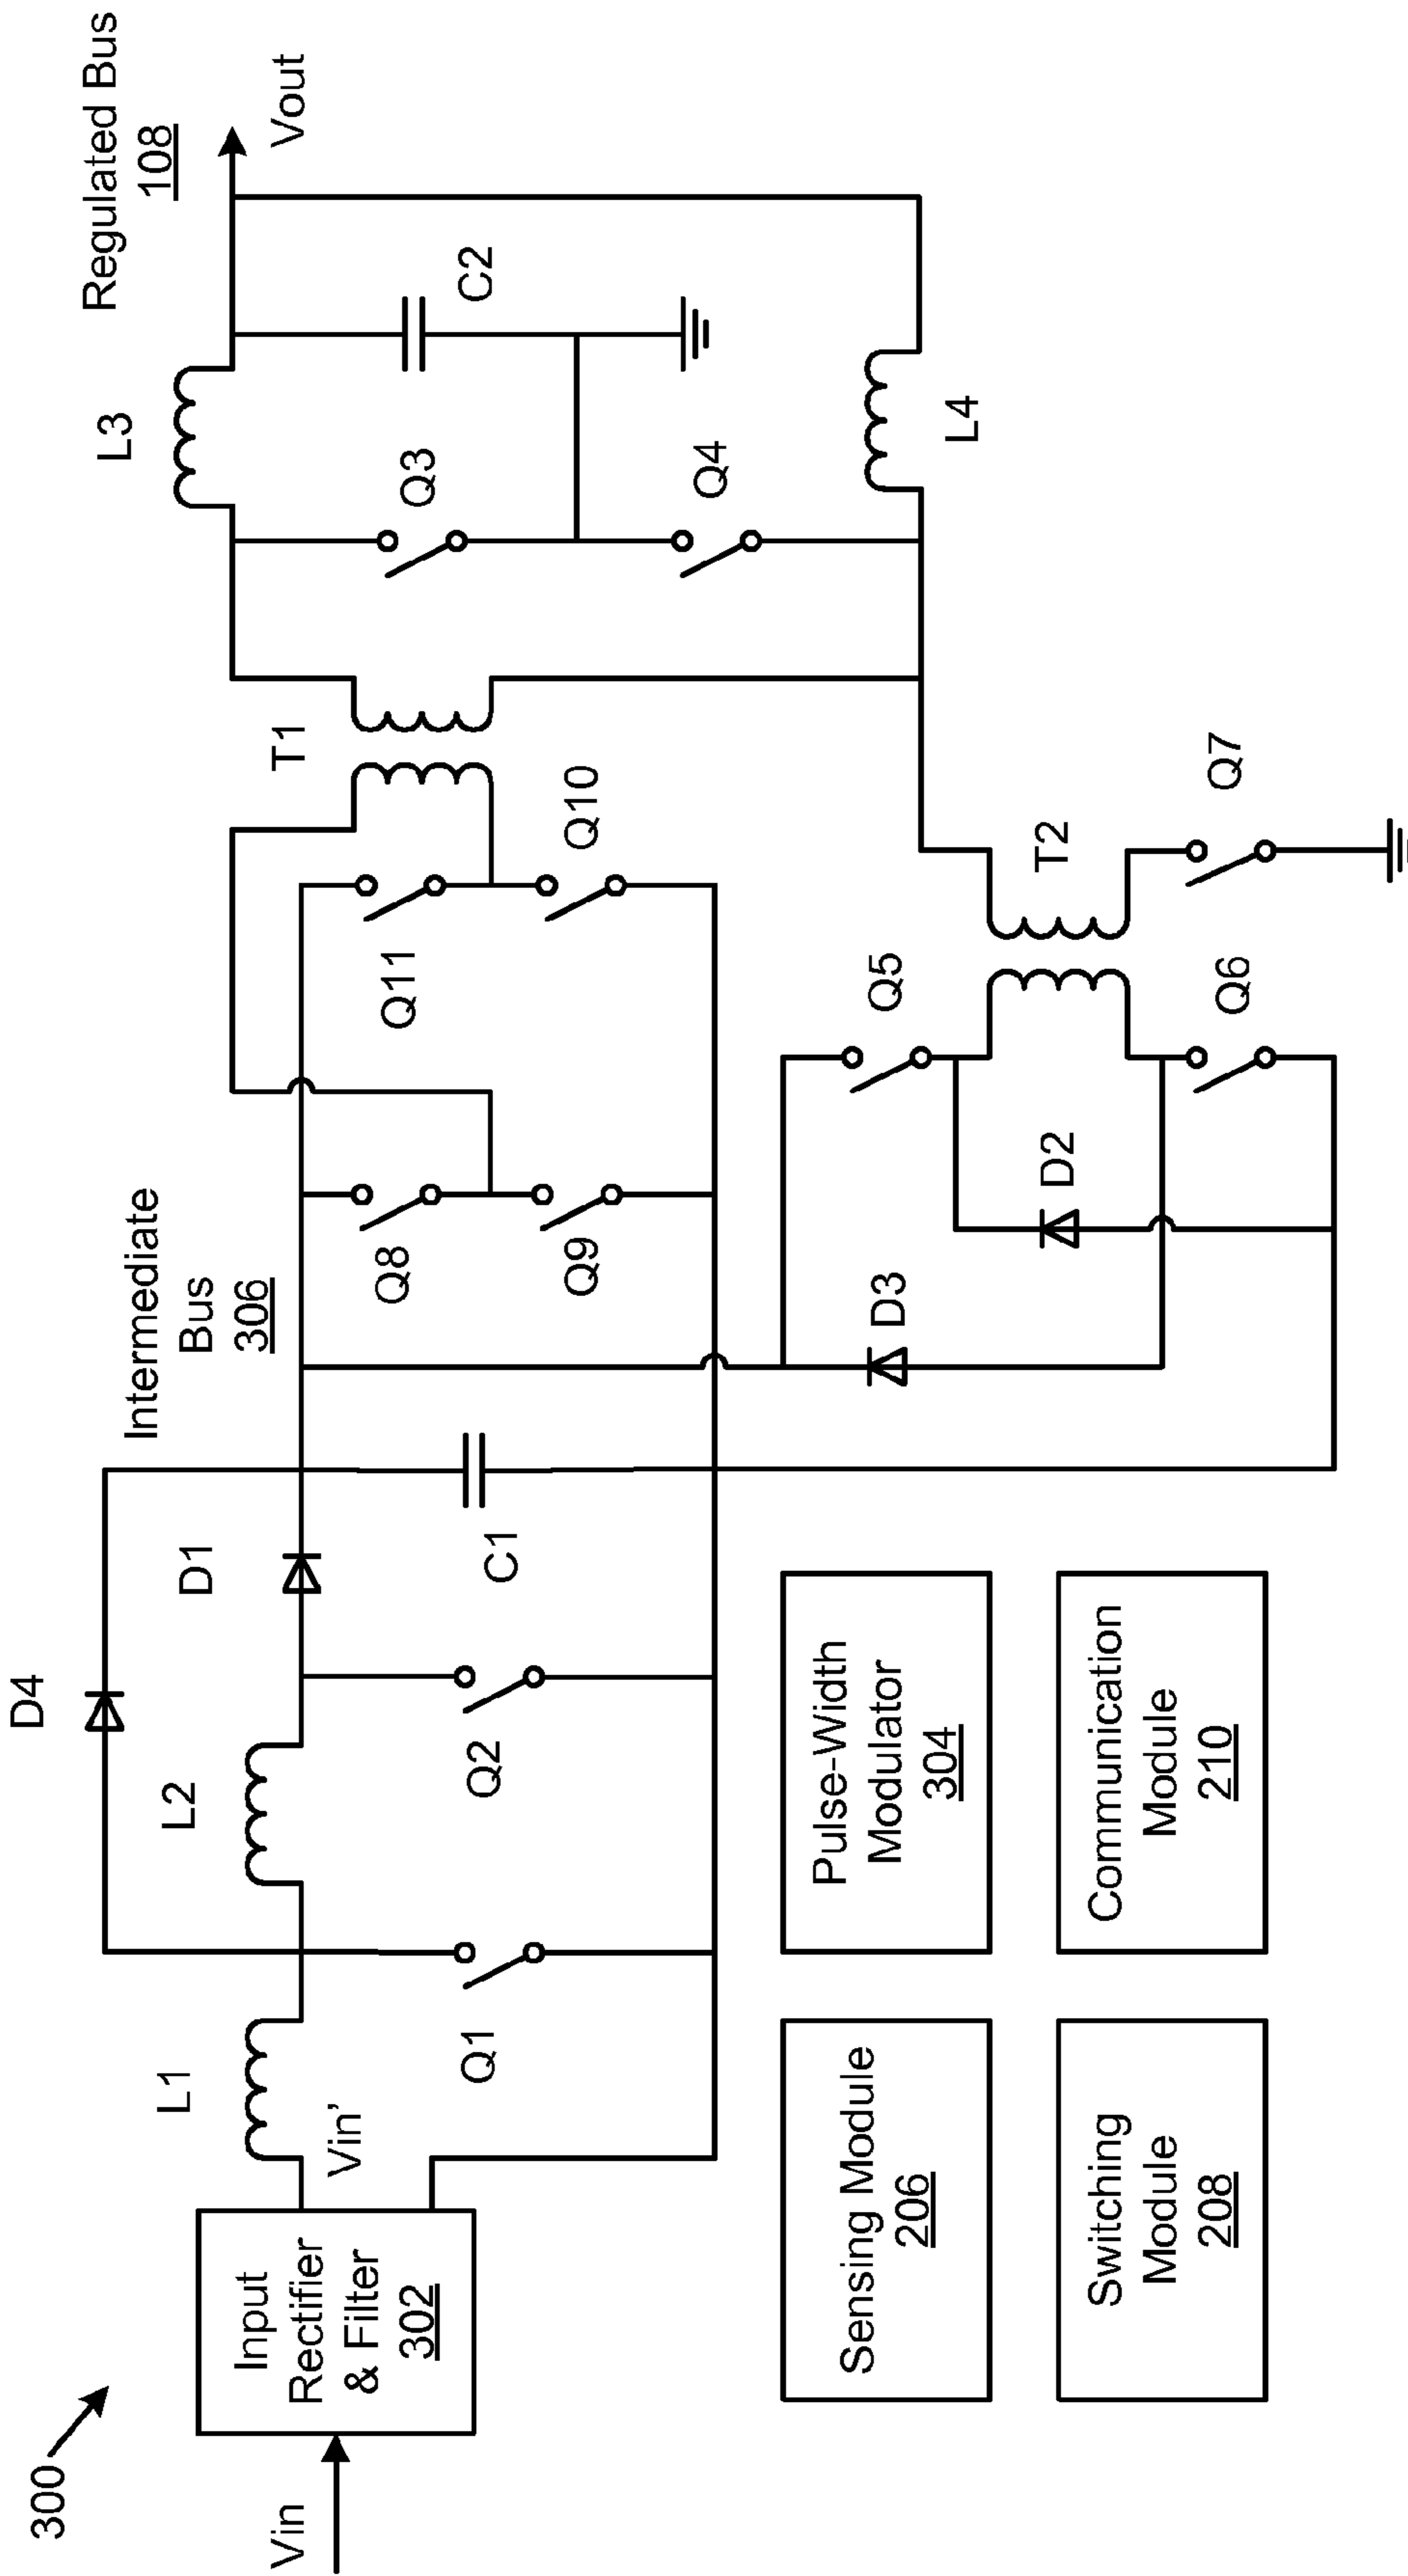 300
Vin
Input
Rectifier
& Filter
302
Vin'
L1
L2
D4
D1
Q1
Q2
C1
Intermediate
Bus
306
Q8
Q9
Q11
Q10
T1
L3
Q3
Q4
C2
L4
Regulated Bus
108
Vout
D3
D2
Q5
Q6
T2
Q7
Sensing Module
206
Pulse-Width
Modulator
304
Switching
Module
208
Communication
Module
210